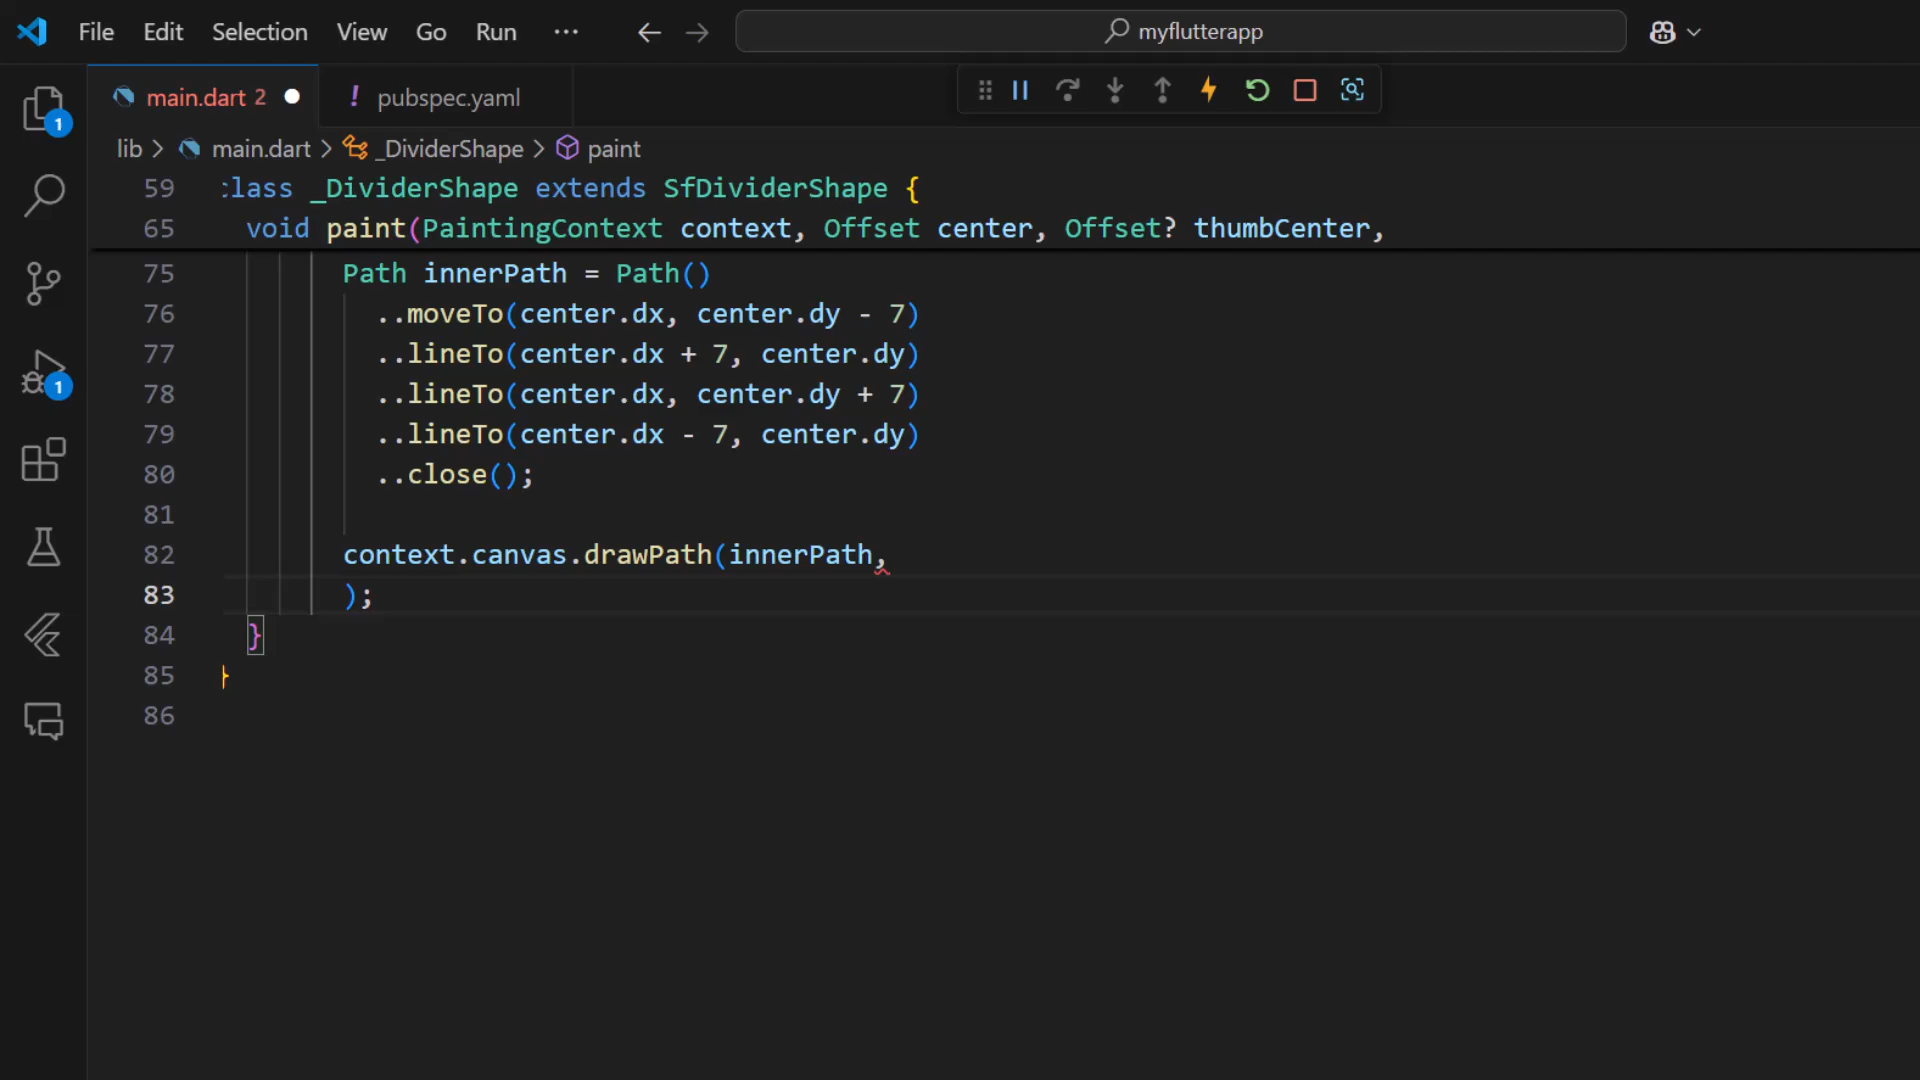 File Edit Selection View Go Run ··· myflutterapp
main.dart 2 ! pubspec.yaml
lib > main.dart > _DividerShape > paint
59 class _DividerShape extends SfDividerShape {
65 void paint(PaintingContext context, Offset center, Offset? thumbCenter,
75 Path innerPath = Path()
76 ..moveTo(center.dx, center.dy - 7)
77 ..lineTo(center.dx + 7, center.dy)
78 ..lineTo(center.dx, center.dy + 7)
79 ..lineTo(center.dx - 7, center.dy)
80 ..close();
81
82 context.canvas.drawPath(innerPath,
83 );
84 }
85 }
86
1
1